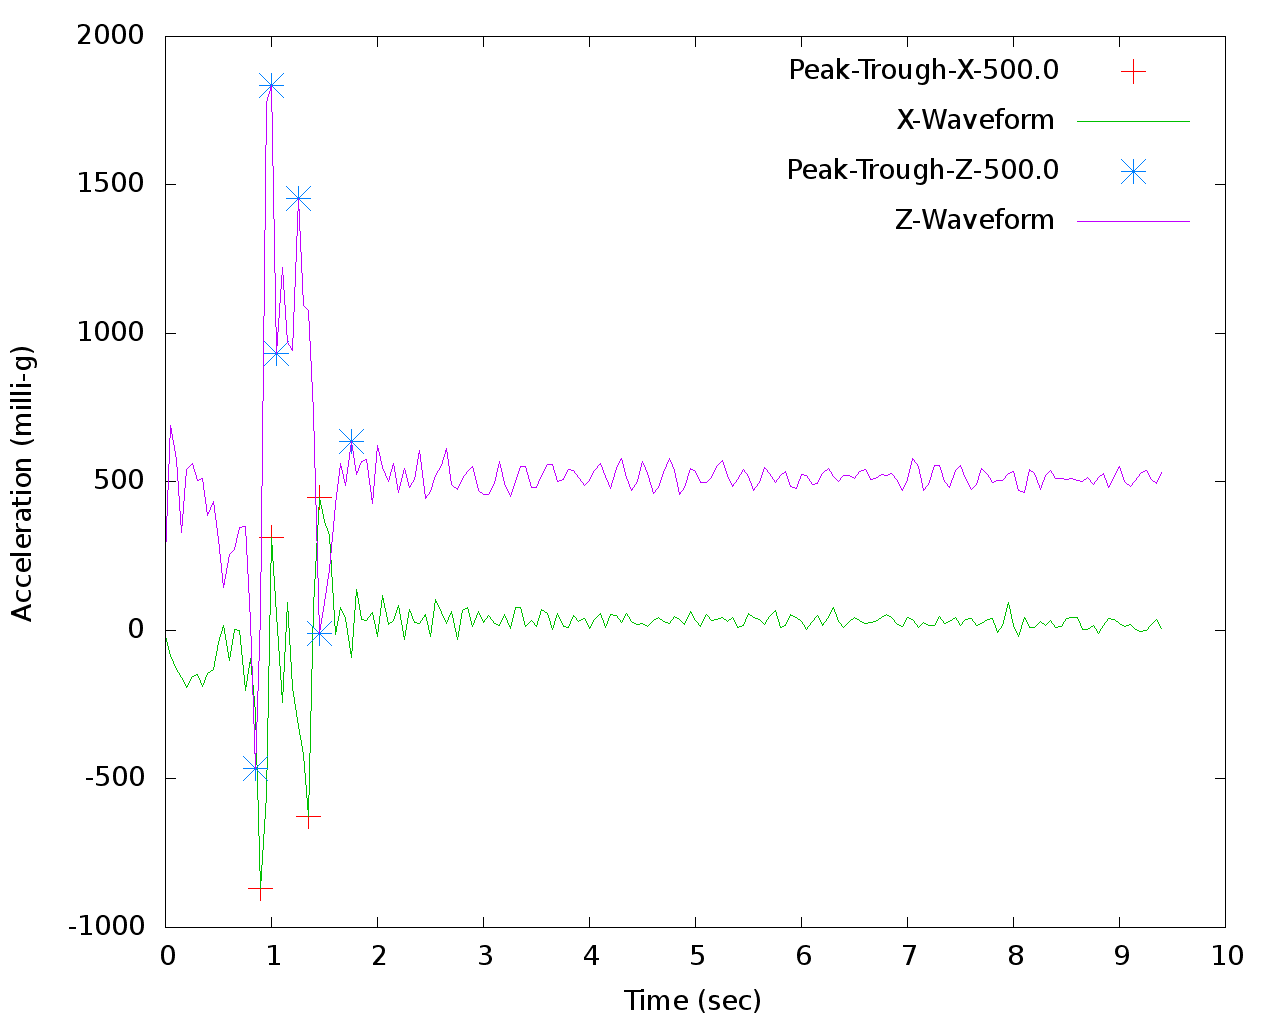 2000
1500
1000
500
0
-500
-1000
Acceleration (milli-g)
Peak-Trough-X-500.0
X-Waveform
Peak-Trough-Z-500.0
Z-Waveform
0 1 2 3 4 5 6 7 8 9 10
Time (sec)